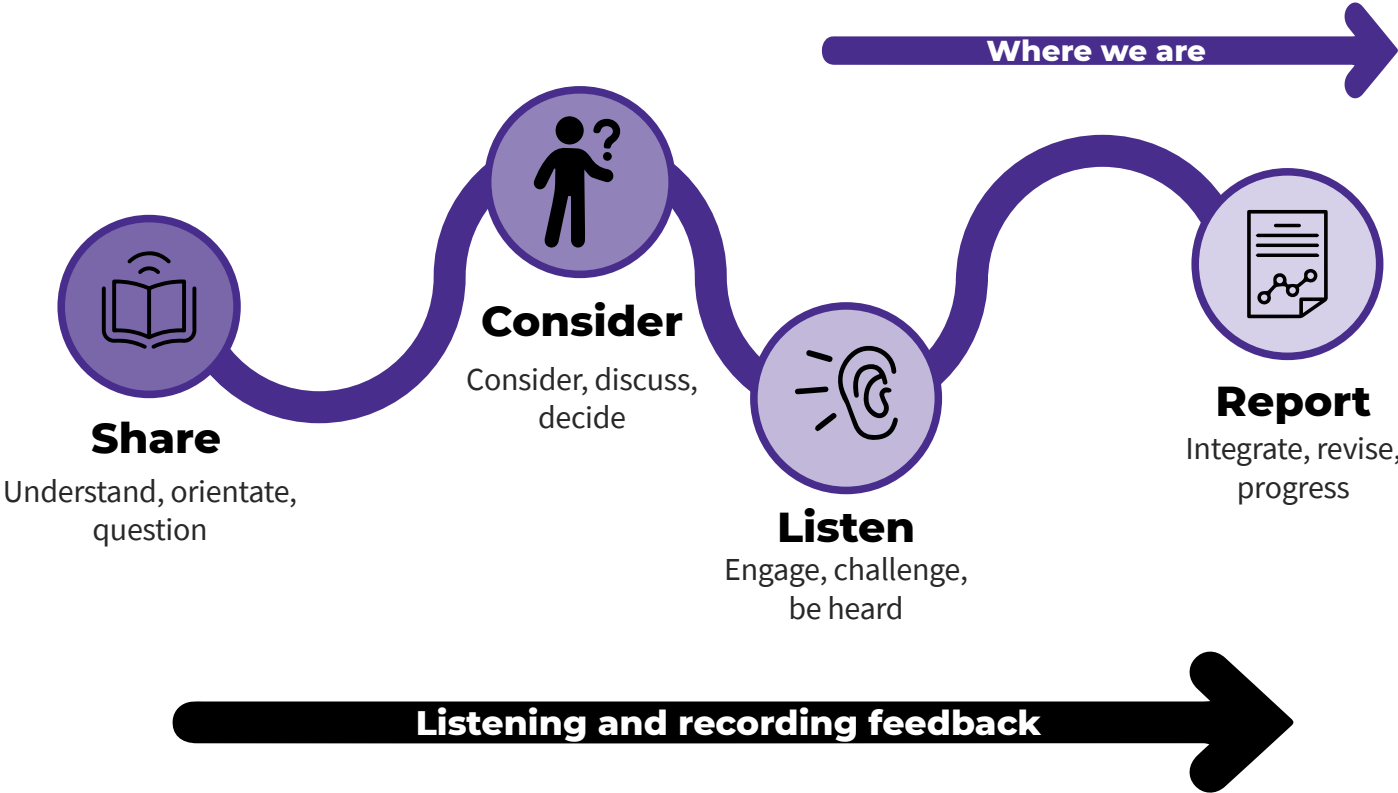 Where we are
Share
Understand, orientate,
question
Consider
Consider, discuss,
decide
Listen
Engage, challenge,
be heard
Report
Integrate, revise,
progress
Listening and recording feedback